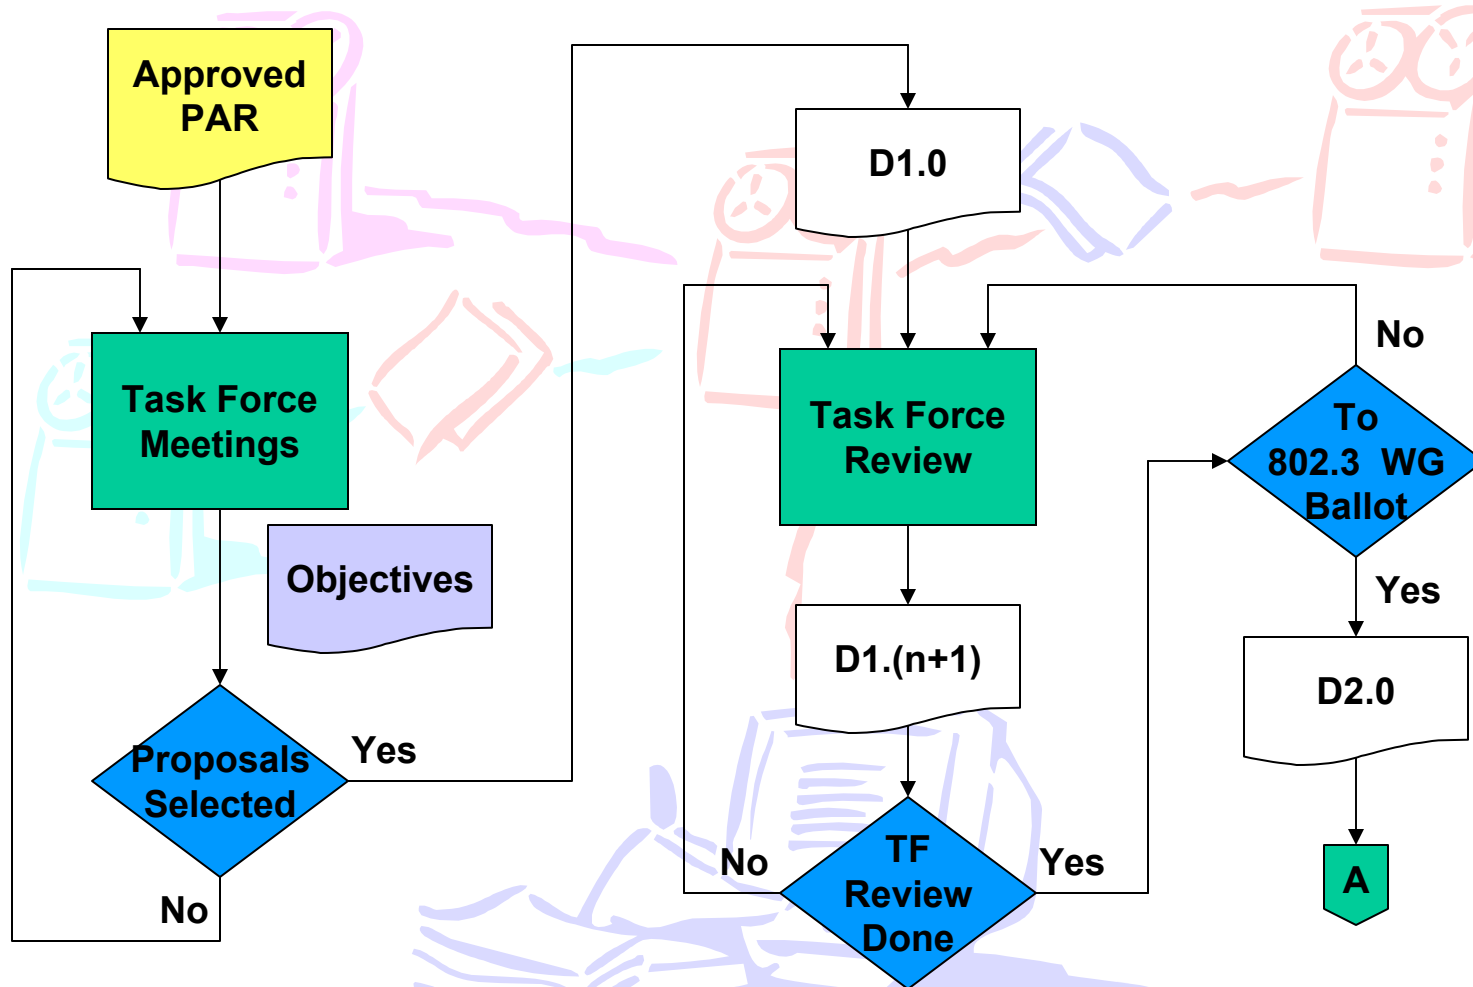 Approved
PAR
Task Force
Meetings
Objectives
Proposals
Selected
Yes
No
D1.0
Task Force
Review
D1.(n+1)
TF
Review
Done
No
Yes
To
802.3 WG
Ballot
No
Yes
D2.0
A